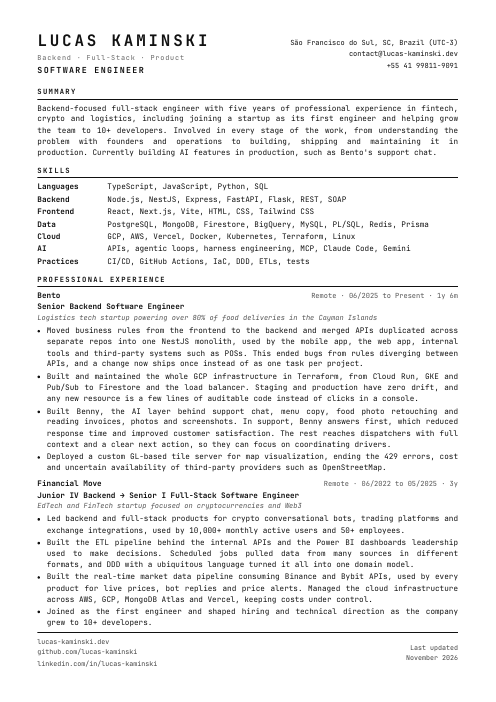 LUCAS KAMINSKI
Backend · Full-Stack · Product
SOFTWARE ENGINEER
São Francisco do Sul, SC, Brazil (UTC-3)
contact@lucas-kaminski.dev
+55 41 99811-9091
SUMMARY
Backend-focused full-stack engineer with five years of professional experience in fintech,
crypto and logistics, including joining a startup as its first engineer and helping grow
the team to 10+ developers. Involved in every stage of the work, from understanding the
problem with founders and operations to building, shipping and maintaining it in
production. Currently building AI features in production, such as Bento's support chat.
SKILLS
Languages TypeScript, JavaScript, Python, SQL
Backend Node.js, NestJS, Express, FastAPI, Flask, REST, SOAP
Frontend React, Next.js, Vite, HTML, CSS, Tailwind CSS
Data PostgreSQL, MongoDB, Firestore, BigQuery, MySQL, PL/SQL, Redis, Prisma
Cloud GCP, AWS, Vercel, Docker, Kubernetes, Terraform, Linux
AI APIs, agentic loops, harness engineering, MCP, Claude Code, Gemini
Practices CI/CD, GitHub Actions, IaC, DDD, ETLs, tests
PROFESSIONAL EXPERIENCE
Bento Remote · 06/2025 to Present · 1y 6m
Senior Backend Software Engineer
Logistics tech startup powering over 80% of food deliveries in the Cayman Islands
• Moved business rules from the frontend to the backend and merged APIs duplicated across
separate repos into one NestJS monolith, used by the mobile app, the web app, internal
tools and third-party systems such as POSs. This ended bugs from rules diverging between
APIs, and a change now ships once instead of as one task per project.
• Built and maintained the whole GCP infrastructure in Terraform, from Cloud Run, GKE and
Pub/Sub to Firestore and the load balancer. Staging and production have zero drift, and
any new resource is a few lines of auditable code instead of clicks in a console.
• Built Benny, the AI layer behind support chat, menu copy, food photo retouching and
reading invoices, photos and screenshots. In support, Benny answers first, which reduced
response time and improved customer satisfaction. The rest reaches dispatchers with full
context and a clear next action, so they can focus on coordinating drivers.
• Deployed a custom GL-based tile server for map visualization, ending the 429 errors, cost
and uncertain availability of third-party providers such as OpenStreetMap.
Financial Move Remote · 06/2022 to 05/2025 · 3y
Junior IV Backend → Senior I Full-Stack Software Engineer
EdTech and FinTech startup focused on cryptocurrencies and Web3
• Led backend and full-stack products for crypto conversational bots, trading platforms and
exchange integrations, used by 10,000+ monthly active users and 50+ employees.
• Built the ETL pipeline behind the internal APIs and the Power BI dashboards leadership
used to make decisions. Scheduled jobs pulled data from many sources in different
formats, and DDD with a ubiquitous language turned it all into one domain model.
• Built the real-time market data pipeline consuming Binance and Bybit APIs, used by every
product for live prices, bot replies and price alerts. Managed the cloud infrastructure
across AWS, GCP, MongoDB Atlas and Vercel, keeping costs under control.
• Joined as the first engineer and shaped hiring and technical direction as the company
grew to 10+ developers.
lucas-kaminski.dev
github.com/lucas-kaminski
linkedin.com/in/lucas-kaminski
Last updated
November 2026